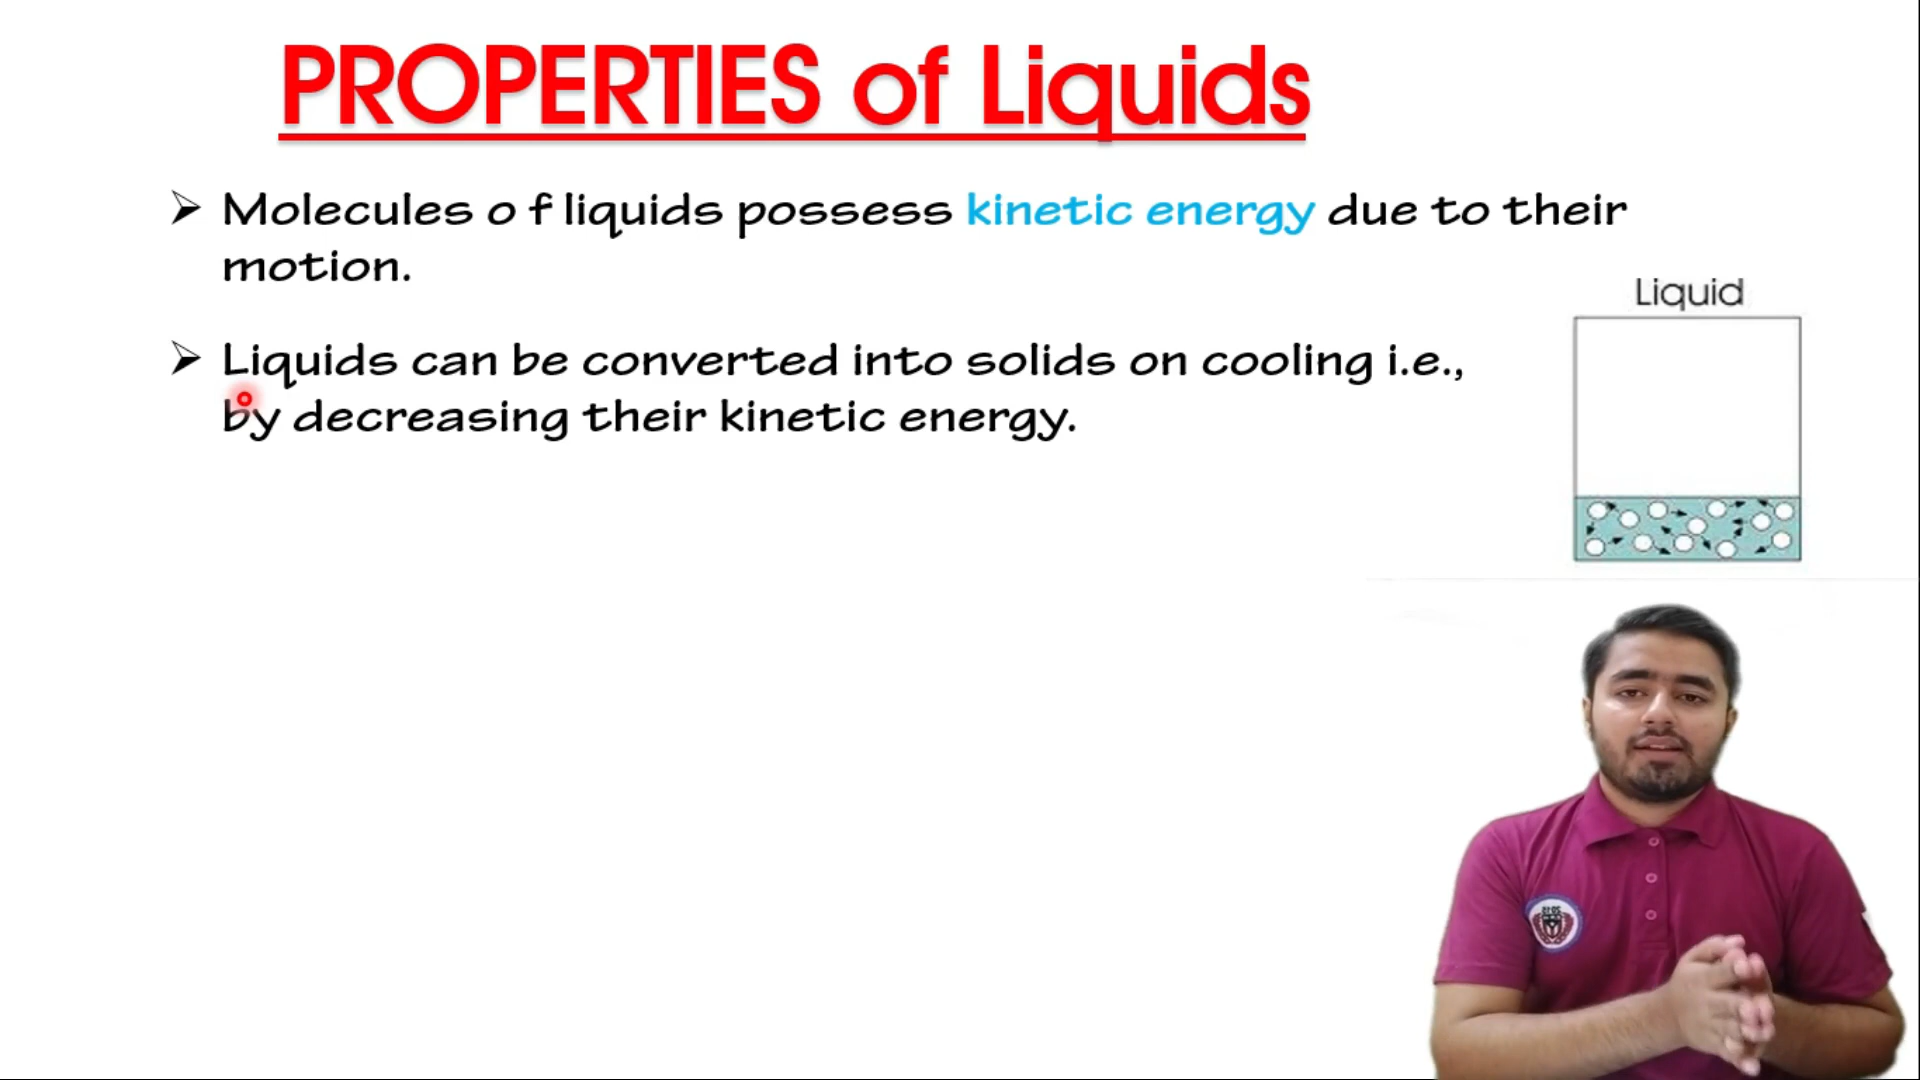 PROPERTIES of Liquids
➢ Molecules o f liquids possess kinetic energy due to their
motion.
Liquid
➢ Liquids can be converted into solids on cooling i.e.,
by decreasing their kinetic energy.